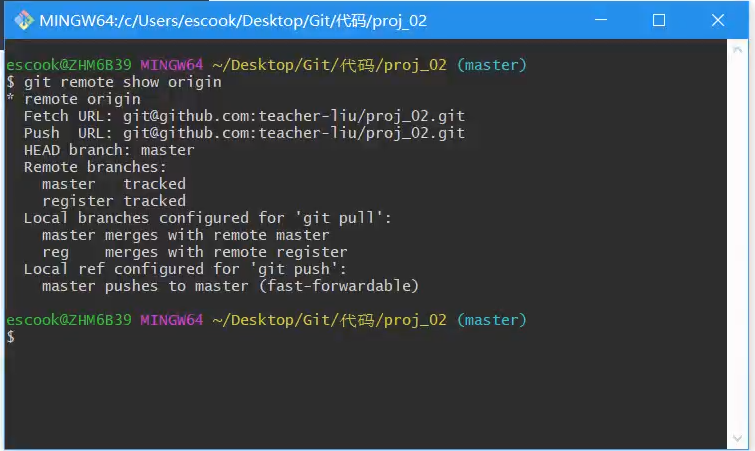 MINGW64:/c/Users/escook/Desktop/Git/代码/proj_02
escook@ZHM6B39 MINGW64 ~/Desktop/Git/代码/proj_02 (master)
$ git remote show origin
* remote origin
  Fetch URL: git@github.com:teacher-liu/proj_02.git
  Push  URL: git@github.com:teacher-liu/proj_02.git
  HEAD branch: master
  Remote branches:
    master   tracked
    register tracked
  Local branches configured for 'git pull':
    master merges with remote master
    reg    merges with remote register
  Local ref configured for 'git push':
    master pushes to master (fast-forwardable)
escook@ZHM6B39 MINGW64 ~/Desktop/Git/代码/proj_02 (master)
$